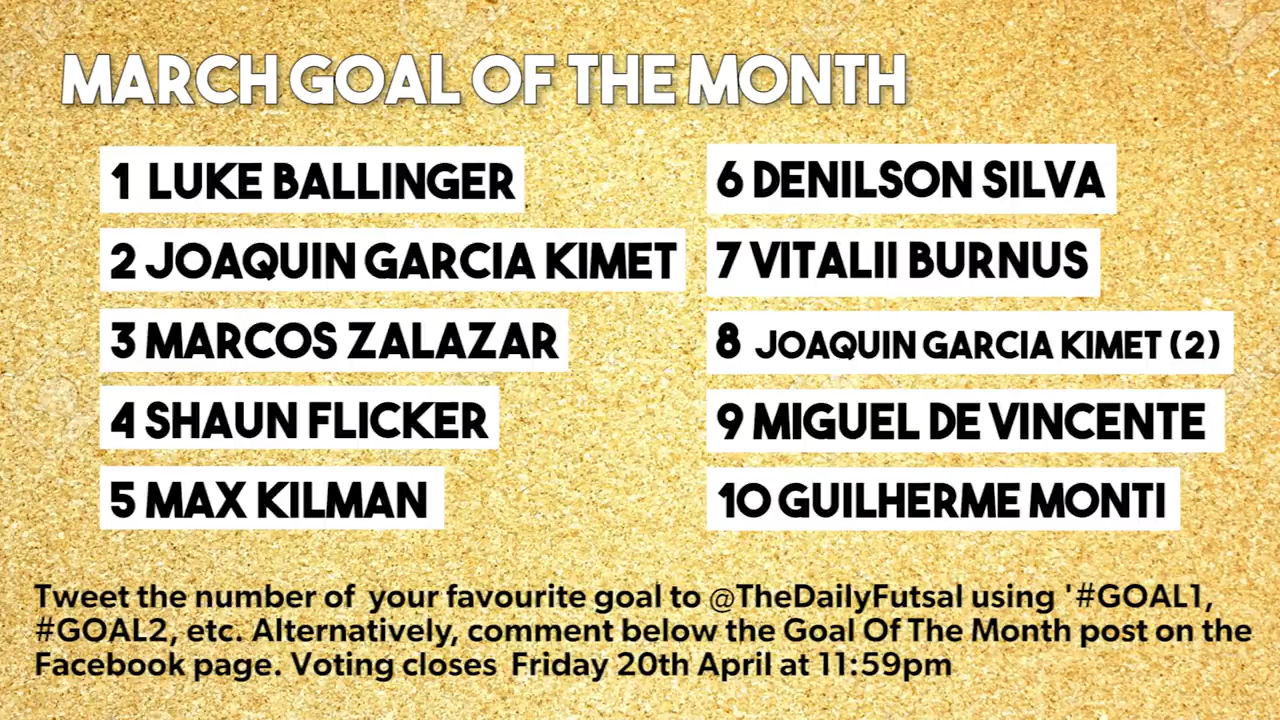 MARCH GOAL OF THE MONTH
1 LUKE BALLINGER
2 JOAQUIN GARCIA KIMET
3 MARCOS ZALAZAR
4 SHAUN FLICKER
5 MAX KILMAN
6 DENILSON SILVA
7 VITALII BURNUS
8 JOAQUIN GARCIA KIMET (2)
9 MIGUEL DE VINCENTE
10 GUILHERME MONTI
Tweet the number of your favourite goal to @TheDailyFutsal using '#GOAL1,
#GOAL2, etc. Alternatively, comment below the Goal Of The Month post on the
Facebook page. Voting closes Friday 20th April at 11:59pm